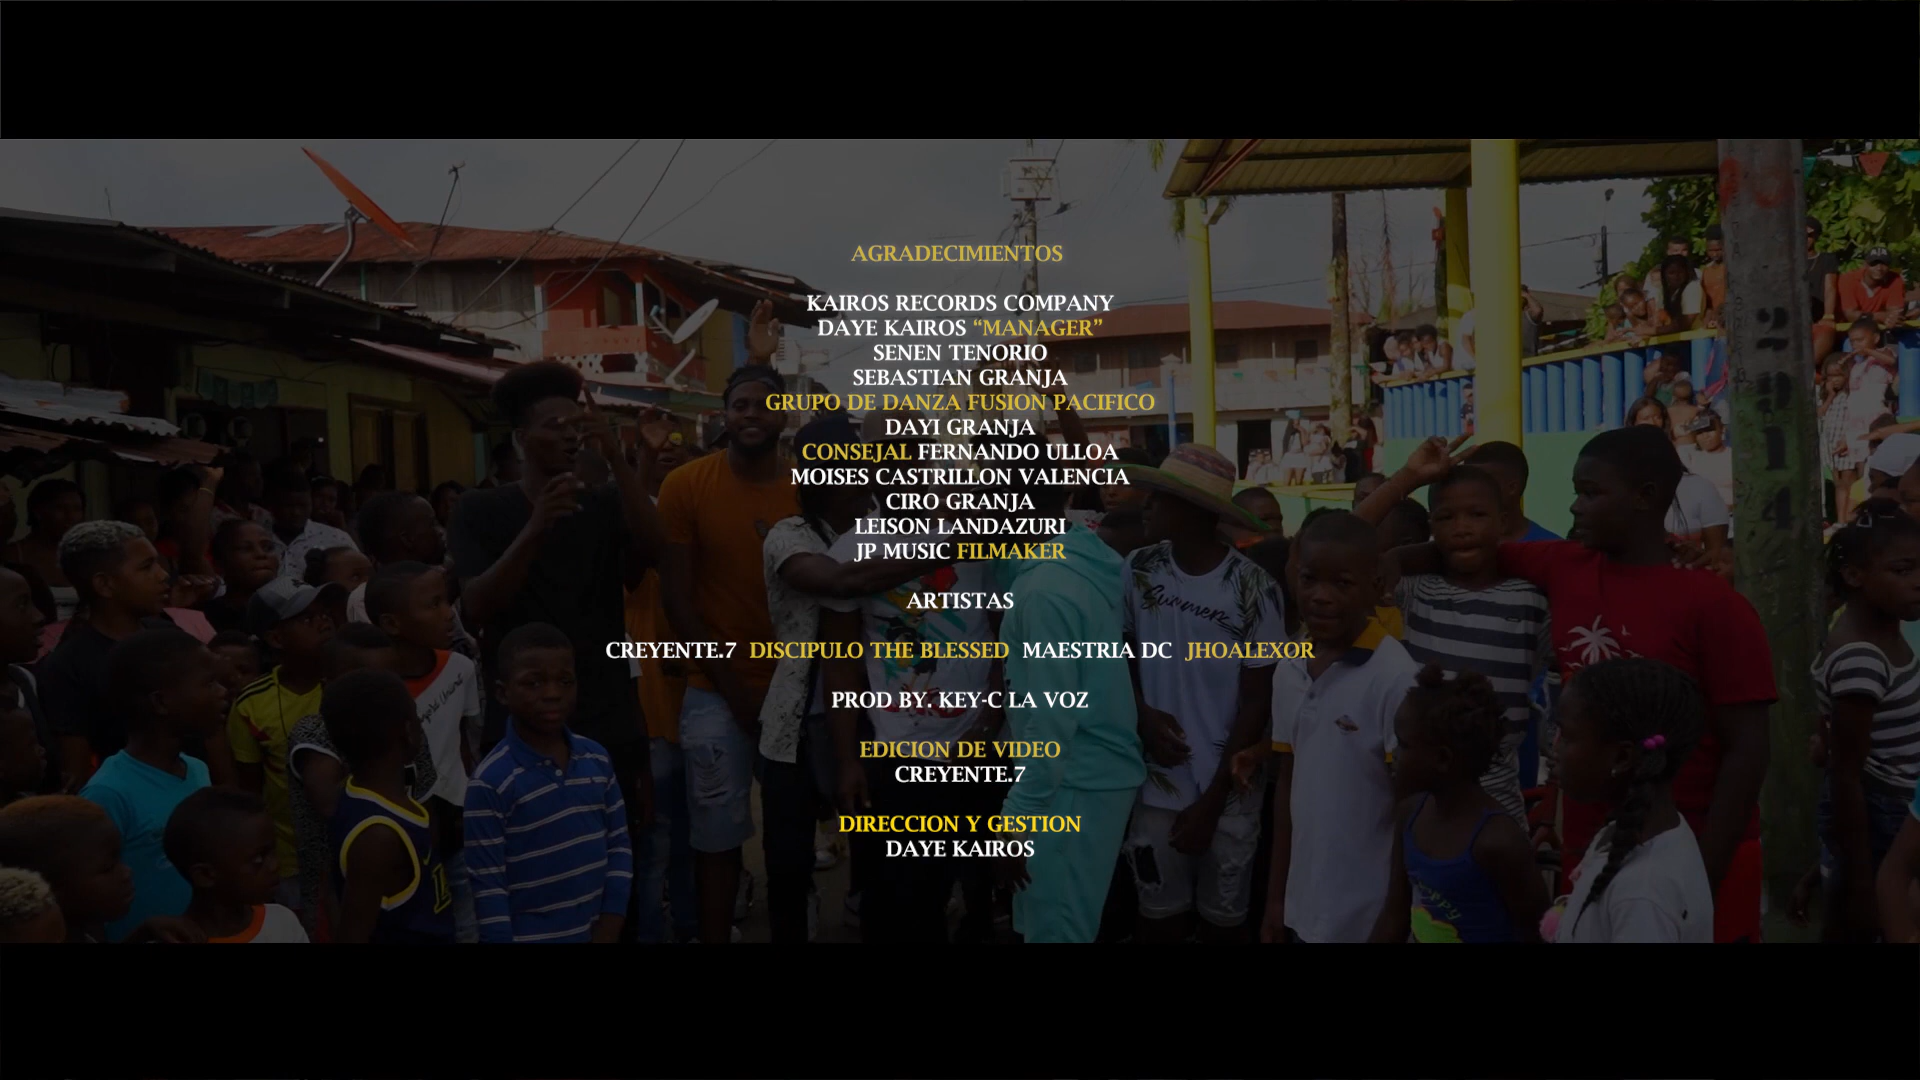 AGRADECIMIENTOS
KAIROS RECORDS COMPANY
DAYE KAIROS “MANAGER”
SENEN TENORIO
SEBASTIAN GRANJA
GRUPO DE DANZA FUSION PACIFICO
DAYI GRANJA
CONSEJAL FERNANDO ULLOA
MOISES CASTRILLON VALENCIA
CIRO GRANJA
LEISON LANDAZURI
JP MUSIC FILMAKER
ARTISTAS
CREYENTE.7 DISCIPULO THE BLESSED MAESTRIA DC JHOALEXOR
PROD BY. KEY-C LA VOZ
EDICION DE VIDEO
CREYENTE.7
DIRECCION Y GESTION
DAYE KAIROS
Summer